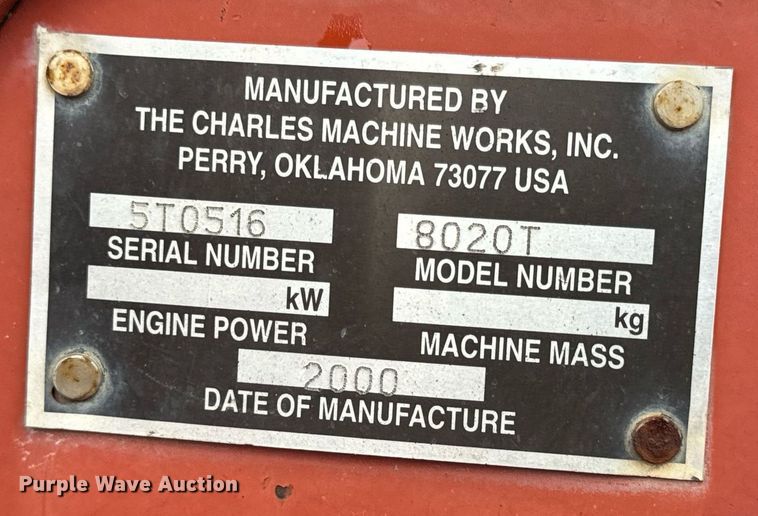 MANUFACTURED BY
THE CHARLES MACHINE WORKS, INC.
PERRY, OKLAHOMA 73077 USA
5T0516
SERIAL NUMBER
8020T
MODEL NUMBER
kW
ENGINE POWER
kg
MACHINE MASS
2000
DATE OF MANUFACTURE
Purple Wave Auction®